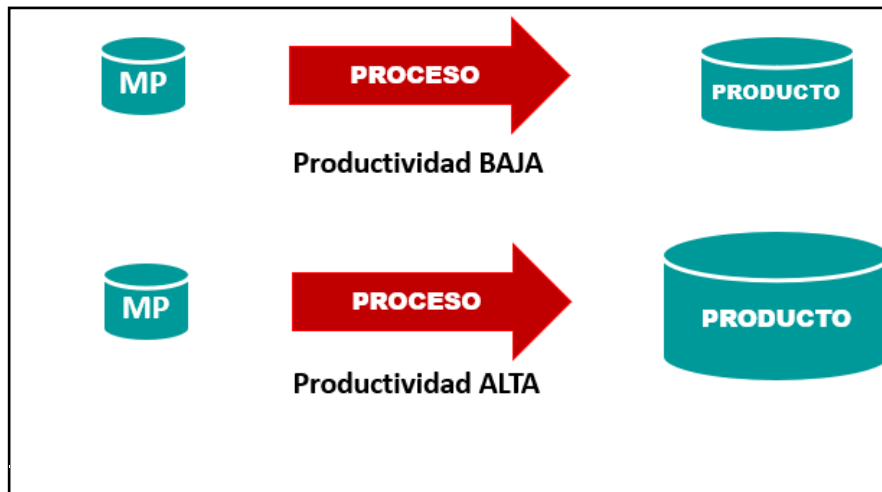 MP
PROCESO
PRODUCTO
Productividad BAJA
MP
PROCESO
PRODUCTO
Productividad ALTA